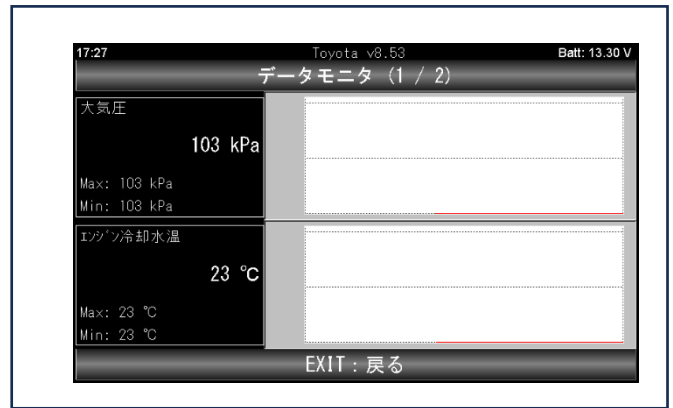 17:27 Toyota v8.53 Batt: 13.30 V
データモニタ (1 / 2)
大気圧
103 kPa
Max: 103 kPa
Min: 103 kPa
エンジン冷却水温
23 ℃
Max: 23 ℃
Min: 23 ℃
EXIT : 戻る